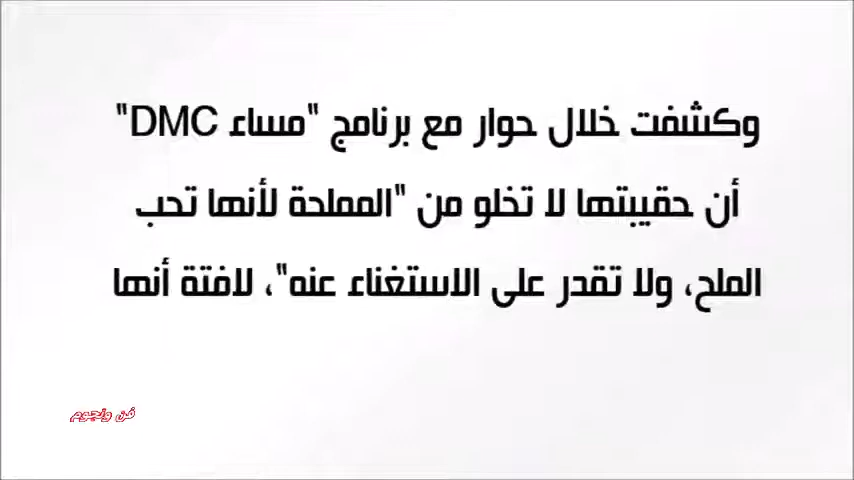 وكشفت خلال حوار مع برنامج "مساء DMC"
أن حقيبتها لا تخلو من "المملحة لأنها تحب
الملح، ولا تقدر على الاستغناء عنه"، لافتة أنها
فن ونجوم